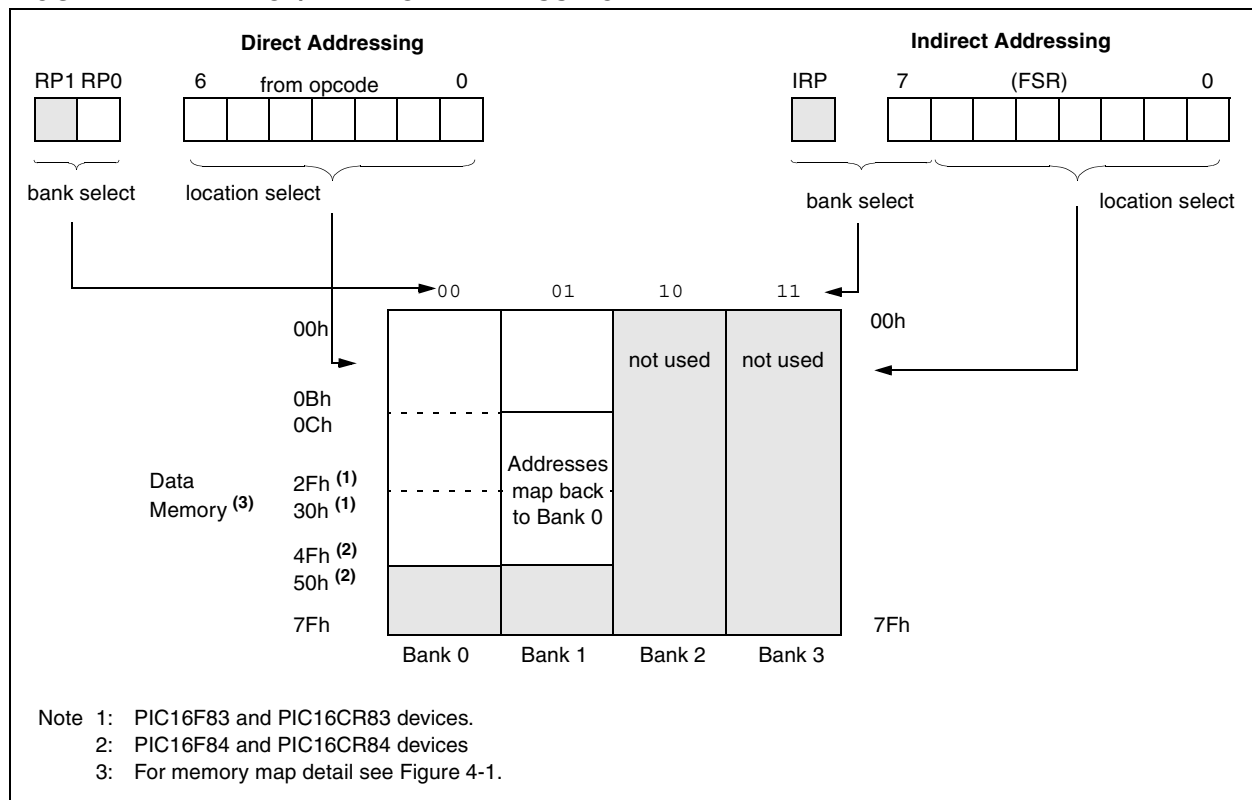 Direct Addressing
Indirect Addressing
RP1 RP0
6 from opcode 0
IRP
7 (FSR) 0
bank select
location select
bank select
location select
00 01 10 11
00h
00h
not used
not used
0Bh
0Ch
Addresses
map back
to Bank 0
Data
Memory (3)
2Fh (1)
30h (1)
4Fh (2)
50h (2)
7Fh
7Fh
Bank 0 Bank 1 Bank 2 Bank 3
Note 1: PIC16F83 and PIC16CR83 devices.
2: PIC16F84 and PIC16CR84 devices
3: For memory map detail see Figure 4-1.